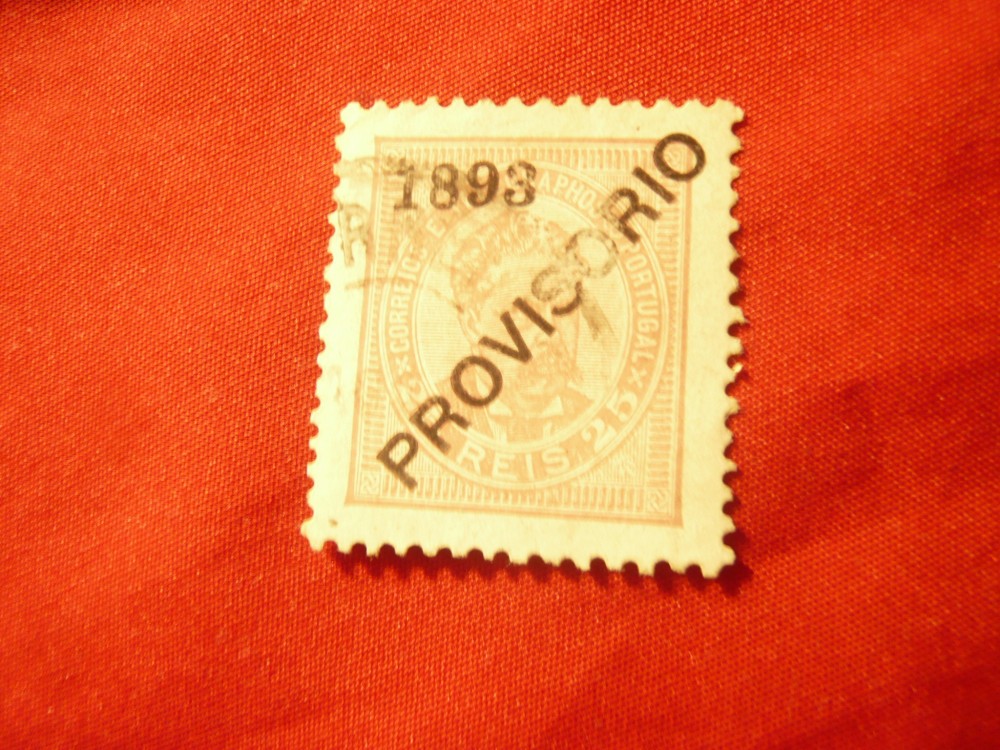 1893
PROVISORIO
CORREIOS E
PORTUGAL
REIS 25